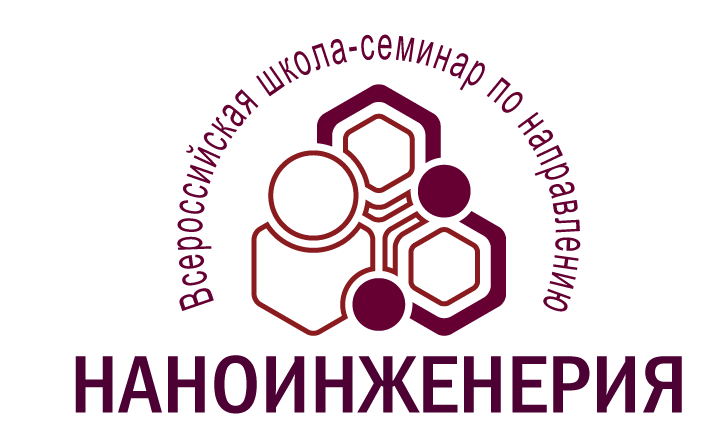 Всероссийская школа-семинар по направлению
НАНОИНЖЕНЕРИЯ